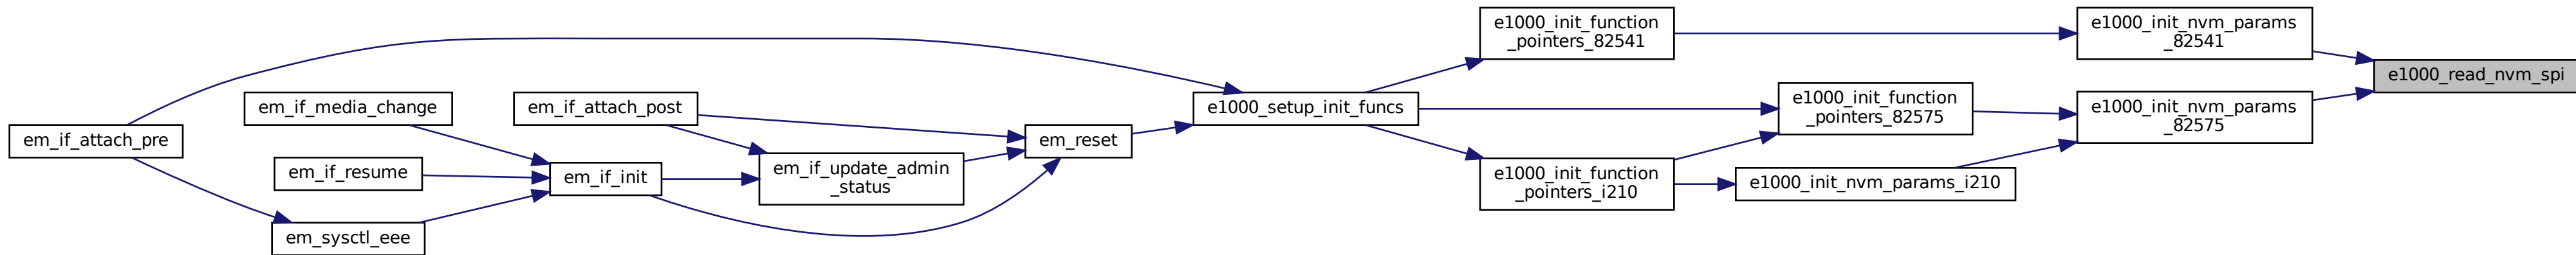 em_if_attach_pre
em_if_media_change
em_if_resume
em_sysctl_eee
em_if_attach_post
em_if_init
em_if_update_admin
_status
em_reset
e1000_setup_init_funcs
e1000_init_function
_pointers_82541
e1000_init_function
_pointers_i210
e1000_init_function
_pointers_82575
e1000_init_nvm_params_i210
e1000_init_nvm_params
_82541
e1000_init_nvm_params
_82575
e1000_read_nvm_spi